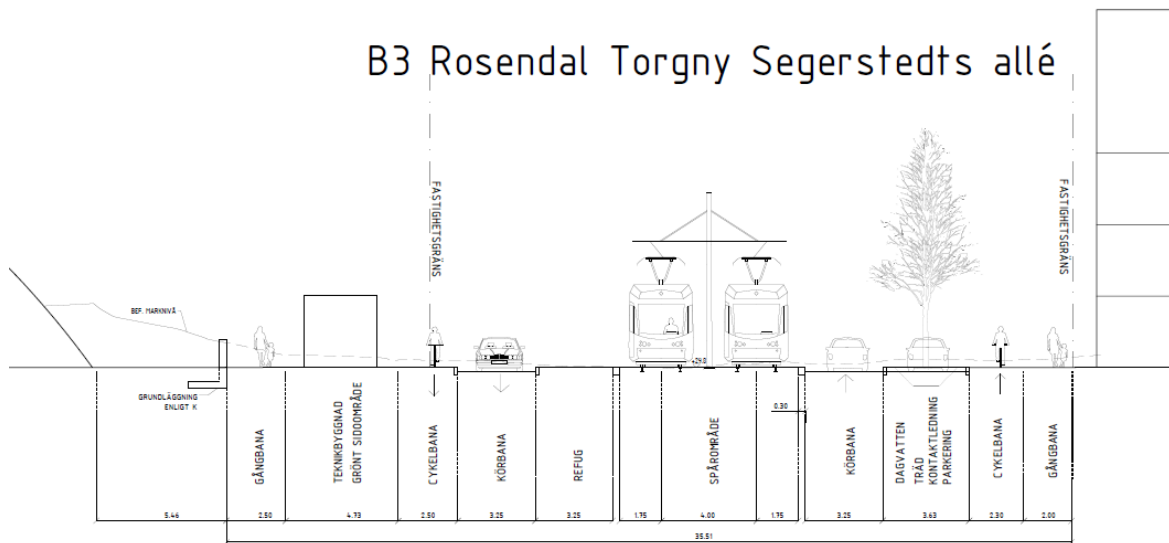 B3 Rosendal Torgny Segerstedts allé
FASTIGHETSGRÄNS
FASTIGHETSGRÄNS
BEF. MARKNIVÅ
+29.0
GRUNDLÄGGNING
ENLIGT K
0.30
GÅNGBANA
TEKNIKBYGGNAD
GRÖNT SIDOOMRÅDE
CYKELBANA
KÖRBANA
REFUG
SPÅROMRÅDE
KÖRBANA
DAGVATTEN
TRÄD
KONTAKTLEDNING
PARKERING
CYKELBANA
GÅNGBANA
5.46 2.50 4.73 2.50 3.25 3.25 1.75 4.00 1.75 3.25 3.63 2.30 2.00
35.51